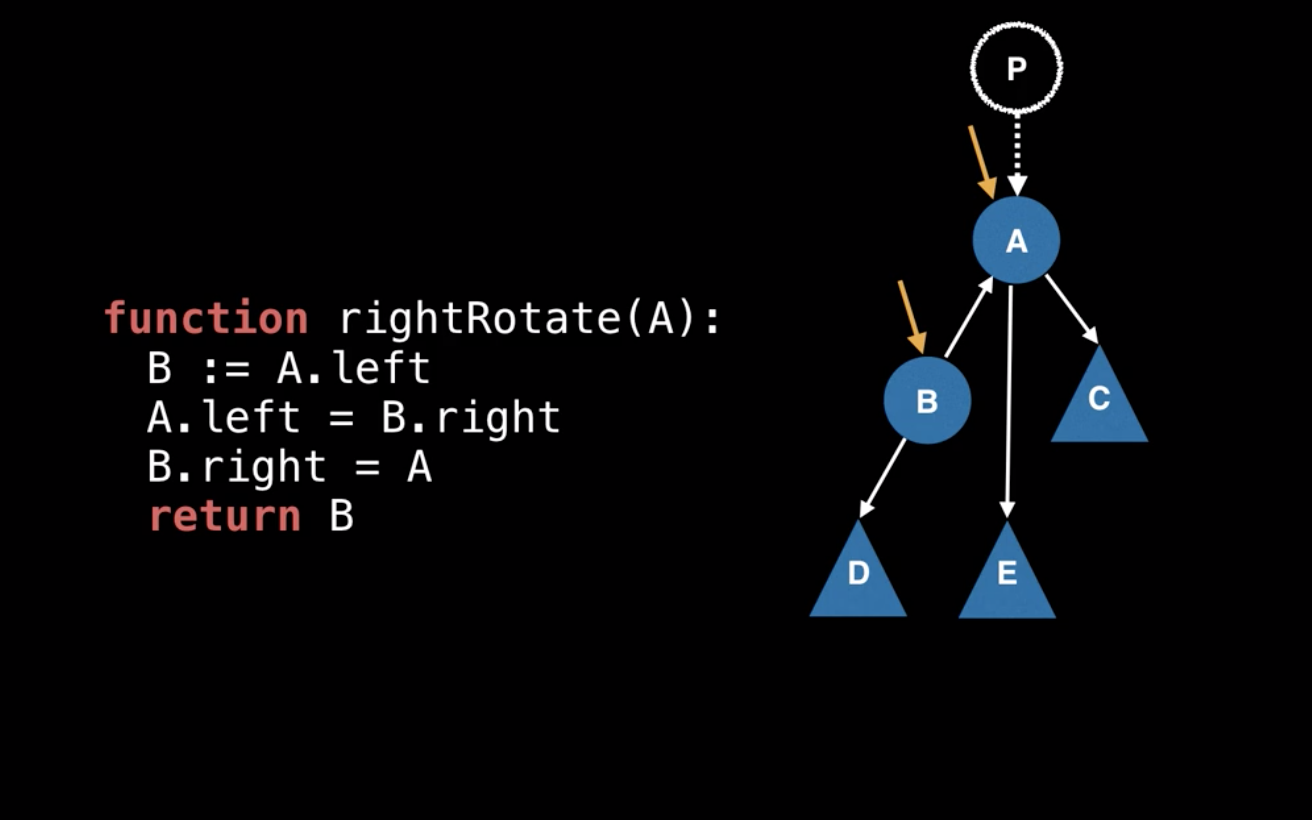 function rightRotate(A):
B := A.left
A.left = B.right
B.right = A
return B
P
A
B
C
D
E